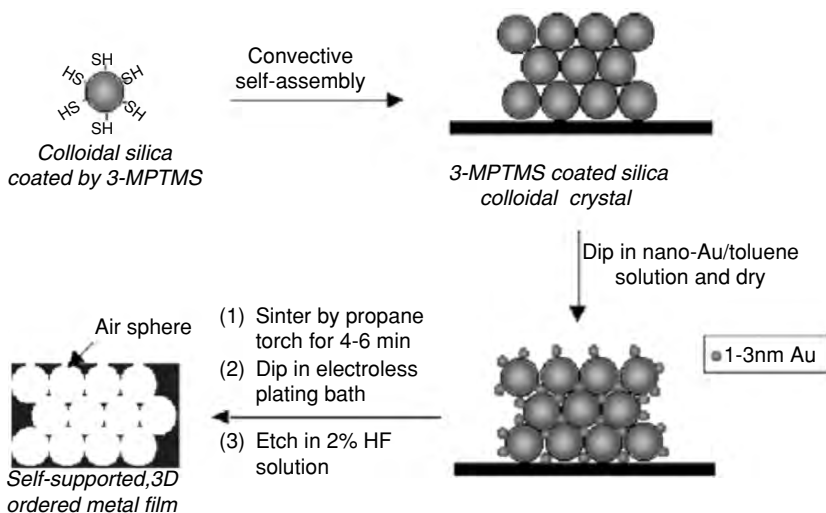 SH
HS
SH
HS
SH
SH
Colloidal silica
coated by 3-MPTMS
Convective
self-assembly
3-MPTMS coated silica
colloidal crystal
Dip in nano-Au/toluene
solution and dry
1-3nm Au
(1) Sinter by propane
torch for 4-6 min
(2) Dip in electroless
plating bath
(3) Etch in 2% HF
solution
Air sphere
Self-supported,3D
ordered metal film